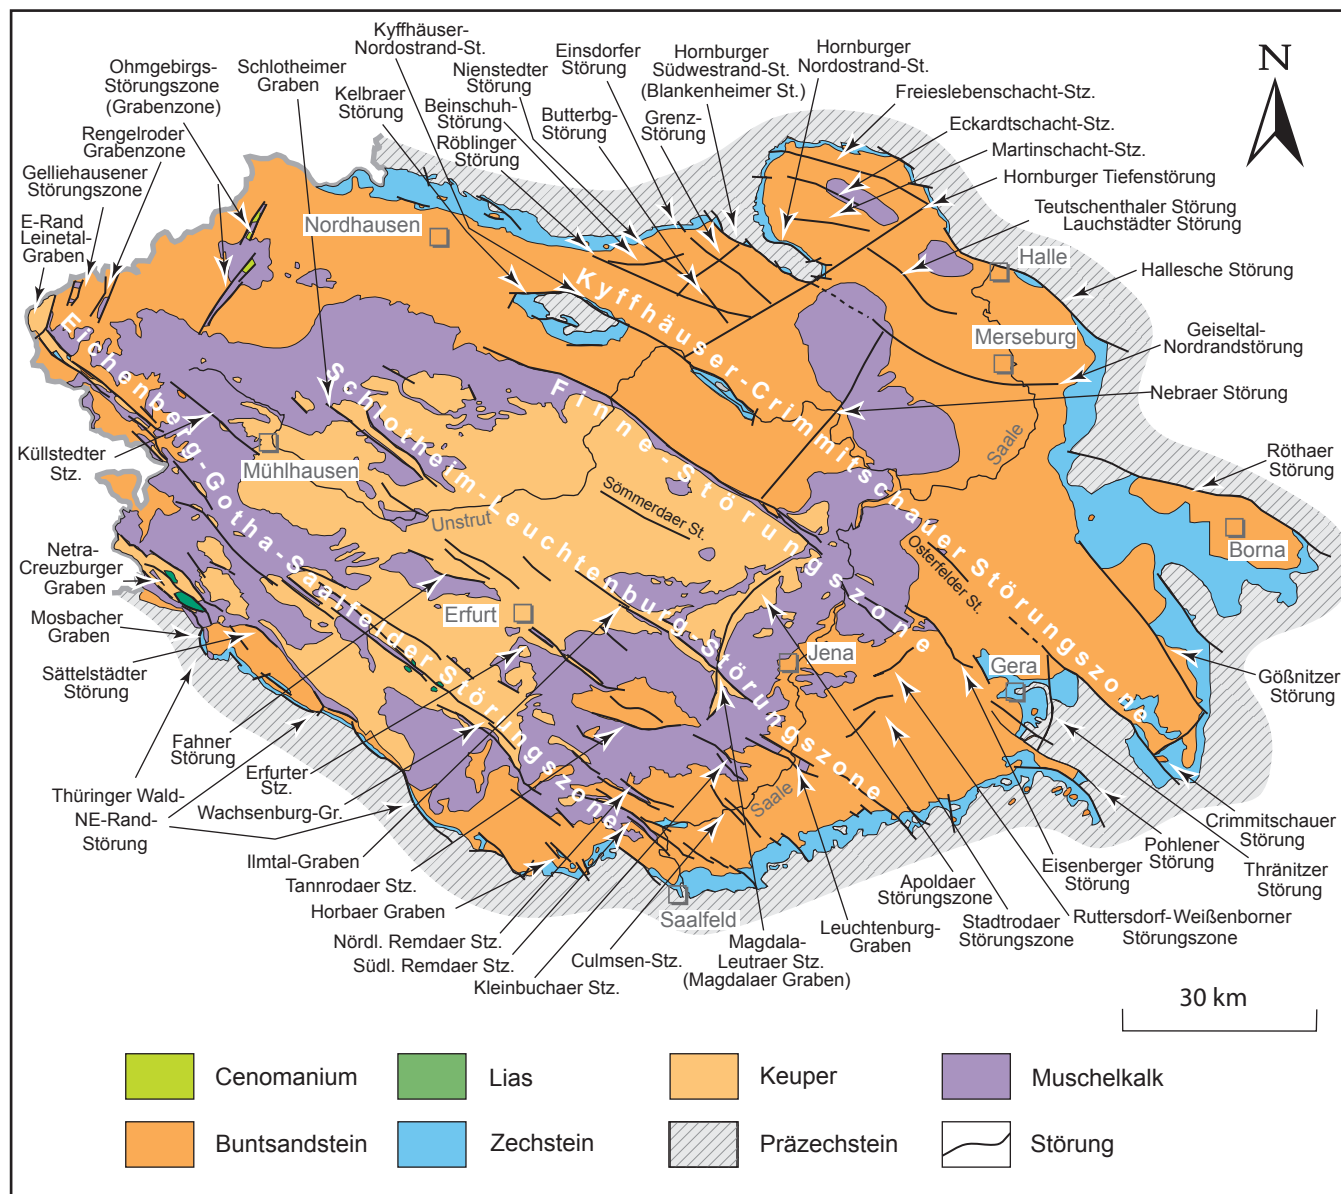 Kyffhäuser-
Nordostrand-St.
Ohmgebirgs-
Störungszone
(Grabenzone)
Schlotheimer
Graben
Kelbraer
Störung
Nienstedter
Störung
Beinschuh-
Störung
Röblinger
Störung
Einsdorfer
Störung
Butterbg-
Störung
Hornburger
Südwestrand-St.
(Blankenheimer St.)
Grenz-
Störung
Hornburger
Nordostrand-St.
Freieslebenschacht-Stz.
Eckardtschacht-Stz.
Martinschacht-Stz.
Hornburger Tiefenstörung
Teutschenthaler Störung
Lauchstädter Störung
Hallesche Störung
Geiseltal-
Nordrandstörung
Nebraer Störung
Röthaer
Störung
N
Rengelroder
Grabenzone
Gelliehausener
Störungszone
E-Rand
Leinetal-
Graben
Nordhausen
Halle
Merseburg
Saale
Borna
Küllstedter
Stz.
Mühlhausen
Unstrut
Sömmerdaer St.
Osterfelder St.
Kyffhäuser-Crimmitschauer Störungszone
Finne-Störungszone
Schlotheim-Leuchtenburg-Störungszone
Eichenberg-Gotha-Saalfelder Störungszone
Netra-
Creuzburger
Graben
Mosbacher
Graben
Sättelstädter
Störung
Erfurt
Jena
Gera
Saale
Saalfeld
Gößnitzer
Störung
Fahner
Störung
Erfurter
Stz.
Thüringer Wald-
NE-Rand-
Störung
Wachsenburg-Gr.
Ilmtal-Graben
Tannrodaer Stz.
Horbaer Graben
Nördl. Remdaer Stz.
Südl. Remdaer Stz.
Kleinbuchaer Stz.
Culmsen-Stz.
Magdala-
Leutraer Stz.
(Magdalaer Graben)
Leuchtenburg-
Graben
Apoldaer
Störungszone
Stadtrodaer
Störungszone
Ruttersdorf-Weißenborner
Störungszone
Eisenberger
Störung
Pohlener
Störung
Thränitzer
Störung
Crimmitschauer
Störung
30 km
Cenomanium
Lias
Keuper
Muschelkalk
Buntsandstein
Zechstein
Präzechstein
Störung